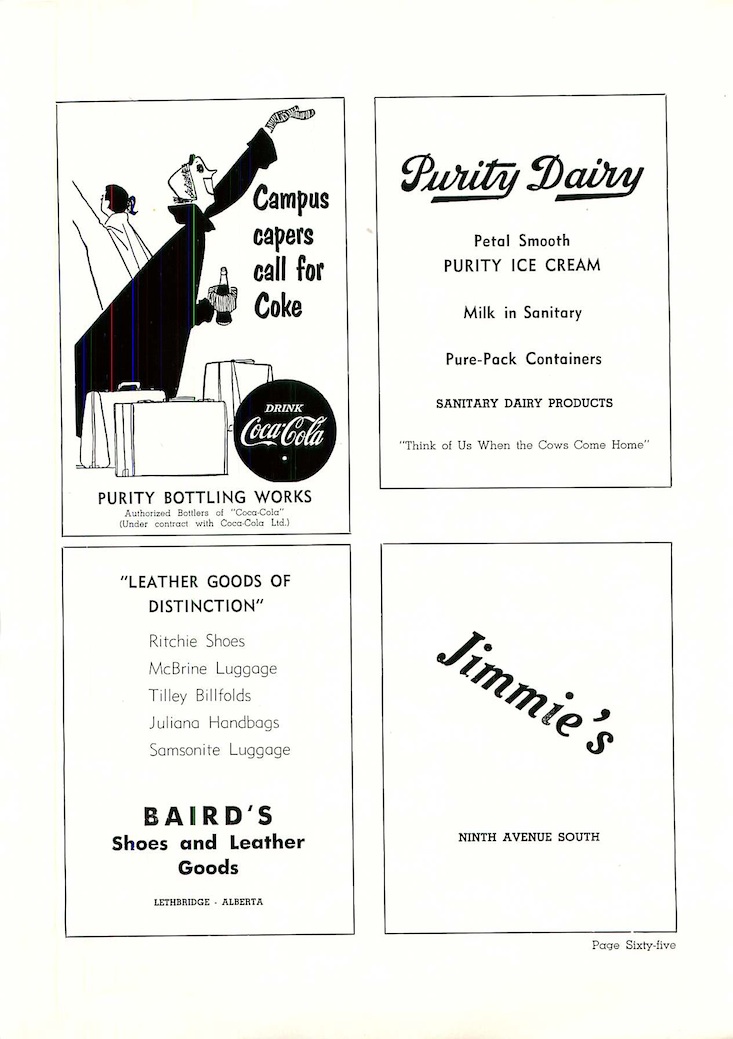 Campus
capers
call for
Coke
DRINK
Coca-Cola
PURITY BOTTLING WORKS
Authorized Bottlers of "Coca-Cola"
(Under contract with Coca-Cola Ltd.)
Purity Dairy
Petal Smooth
PURITY ICE CREAM
Milk in Sanitary
Pure-Pack Containers
SANITARY DAIRY PRODUCTS
"Think of Us When the Cows Come Home"
"LEATHER GOODS OF
DISTINCTION"
Ritchie Shoes
McBrine Luggage
Tilley Billfolds
Juliana Handbags
Samsonite Luggage
BAIRD'S
Shoes and Leather
Goods
LETHBRIDGE - ALBERTA
Jimmie's
NINTH AVENUE SOUTH
Page Sixty-five